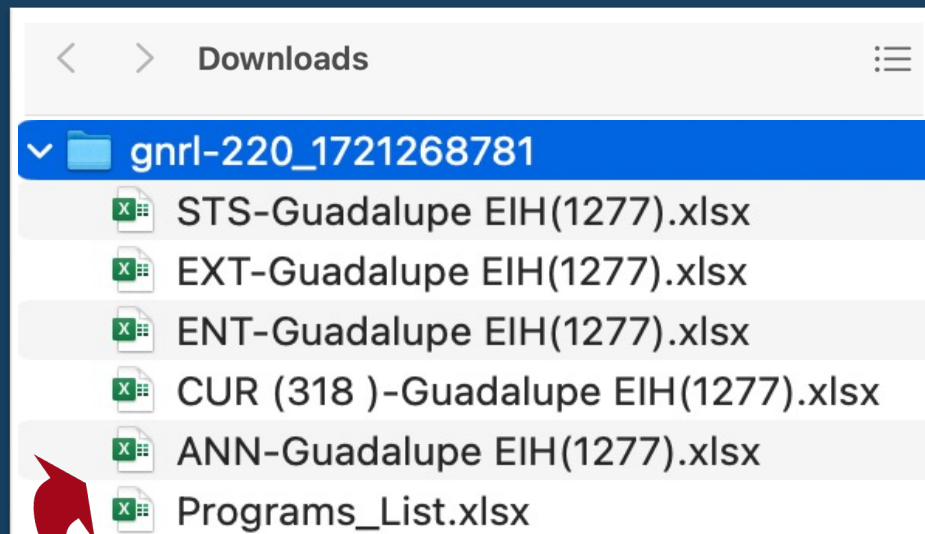 Downloads
gnrl-220_1721268781
STS-Guadalupe EIH(1277).xlsx
EXT-Guadalupe EIH(1277).xlsx
ENT-Guadalupe EIH(1277).xlsx
CUR (318 )-Guadalupe EIH(1277).xlsx
ANN-Guadalupe EIH(1277).xlsx
Programs_List.xlsx